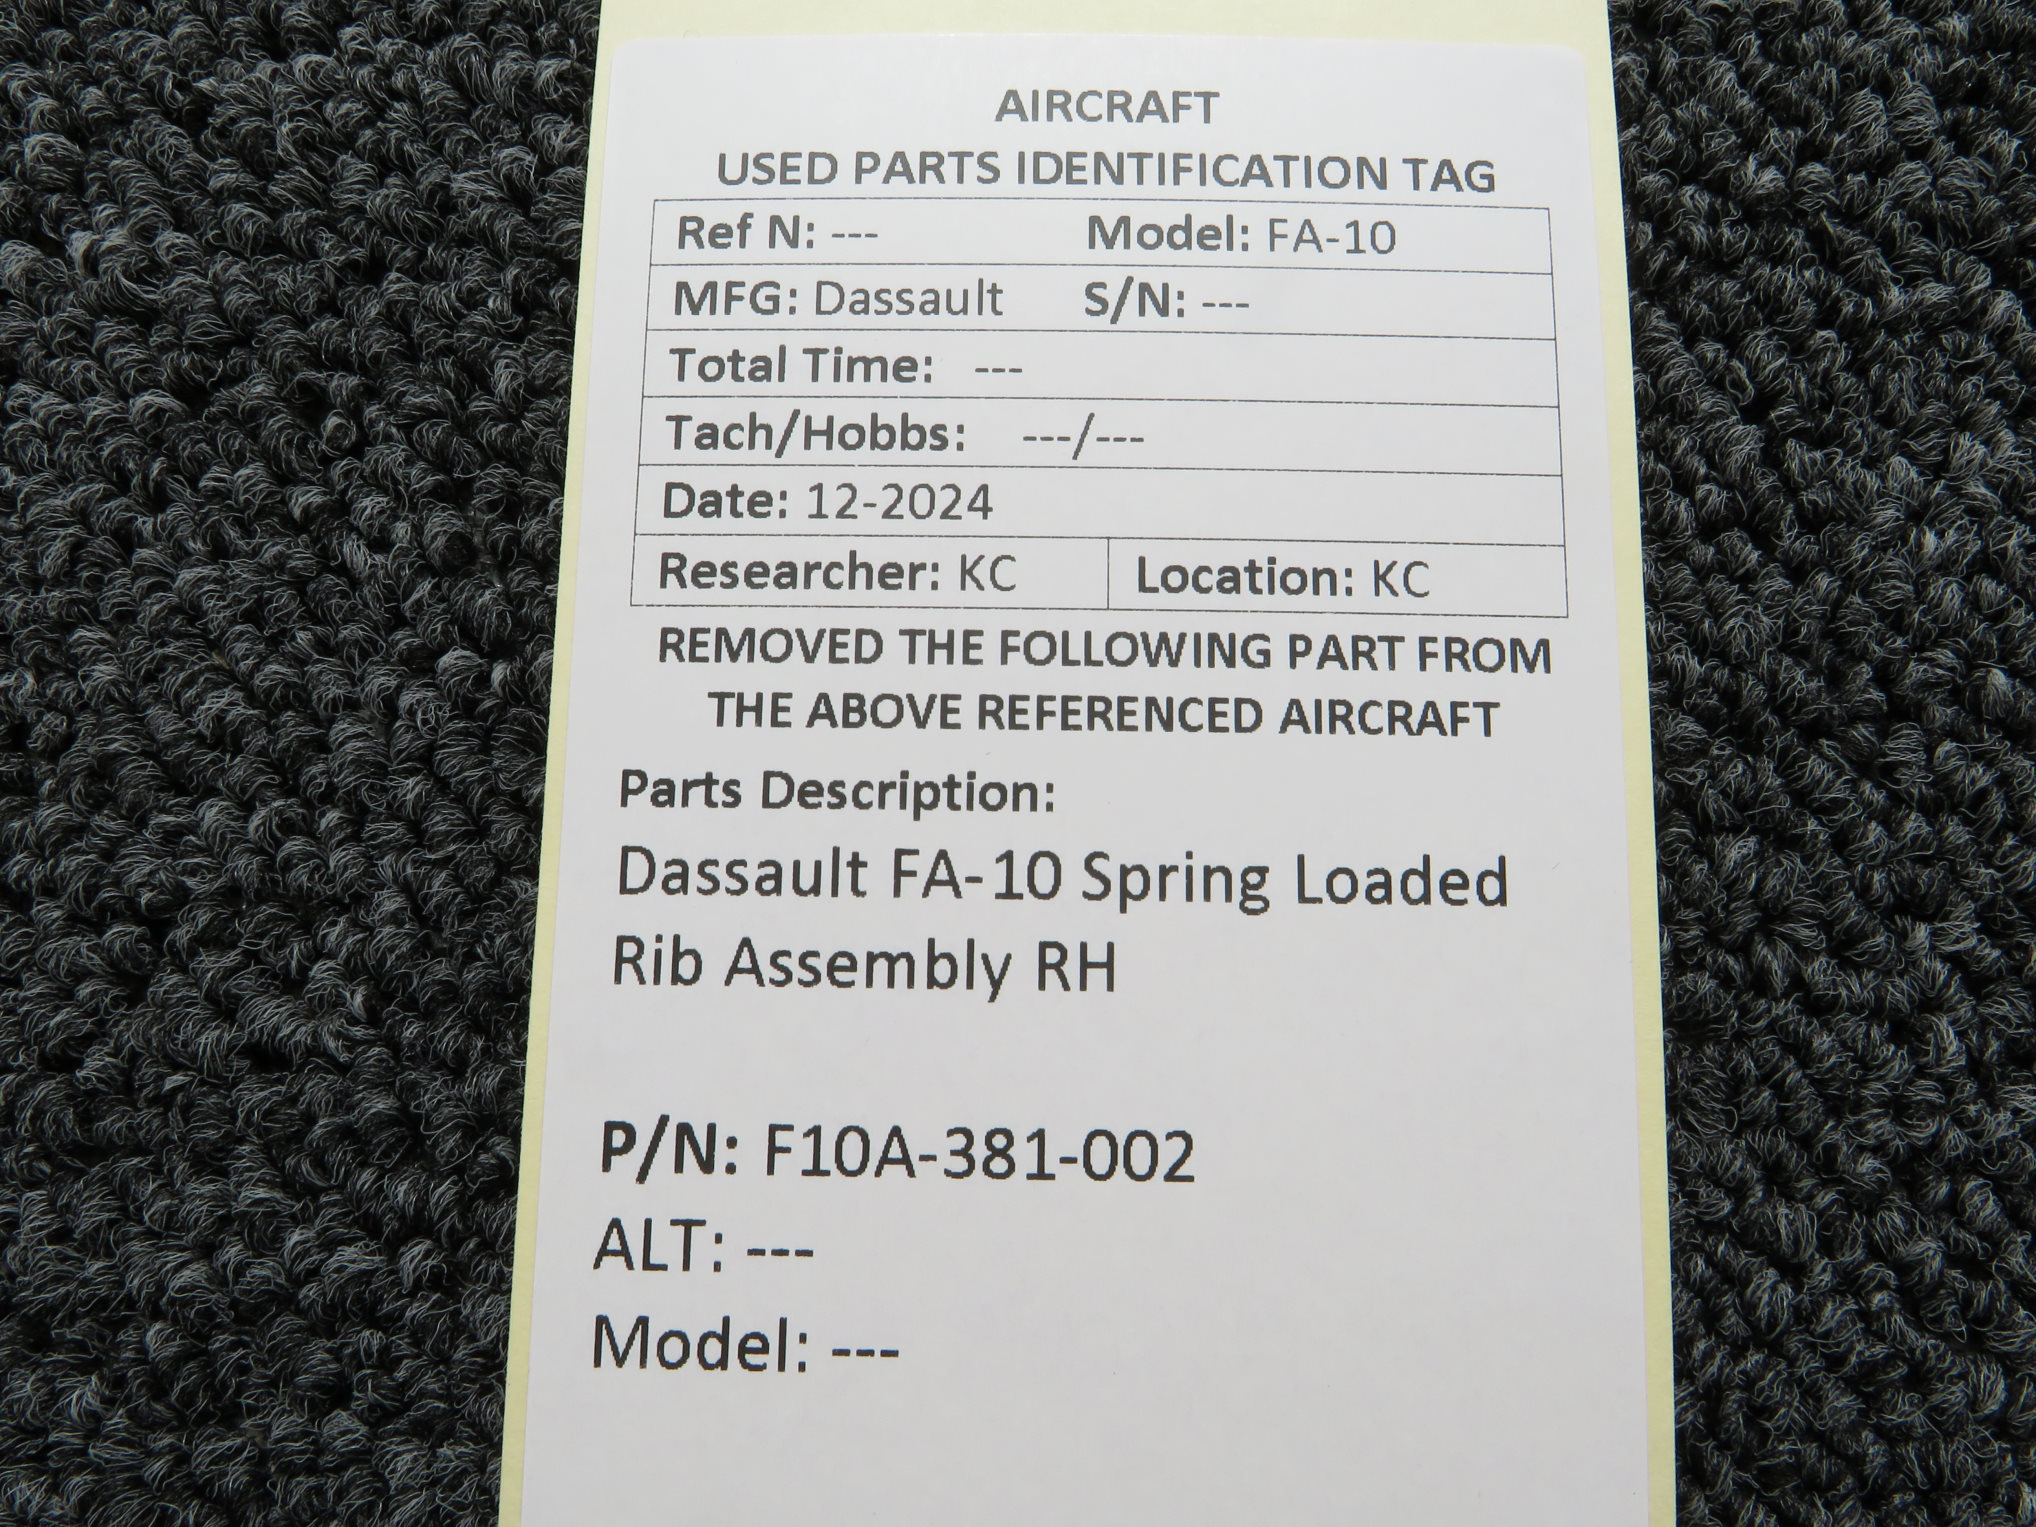 AIRCRAFT
USED PARTS IDENTIFICATION TAG
Ref N: --- Model: FA-10
MFG: Dassault S/N: ---
Total Time: ---
Tach/Hobbs: ---/---
Date: 12-2024
Researcher: KC Location: KC
REMOVED THE FOLLOWING PART FROM
THE ABOVE REFERENCED AIRCRAFT
Parts Description:
Dassault FA-10 Spring Loaded
Rib Assembly RH
P/N: F10A-381-002
ALT: ---
Model: ---